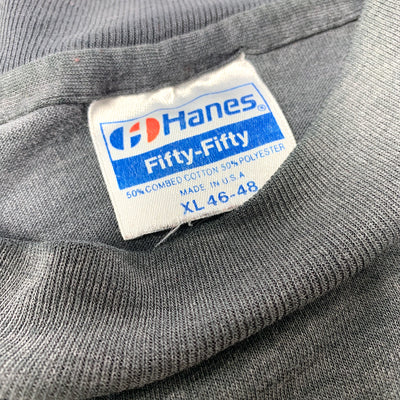 Hanes®
Fifty-Fifty
50% COMBED COTTON 50% POLYESTER
MADE IN U.S.A
XL 46-48